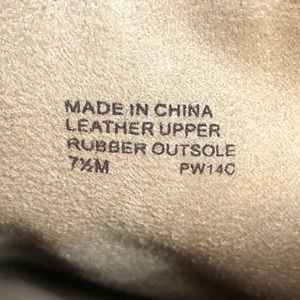 MADE IN CHINA
LEATHER UPPER
RUBBER OUTSOLE
7½M PW14C